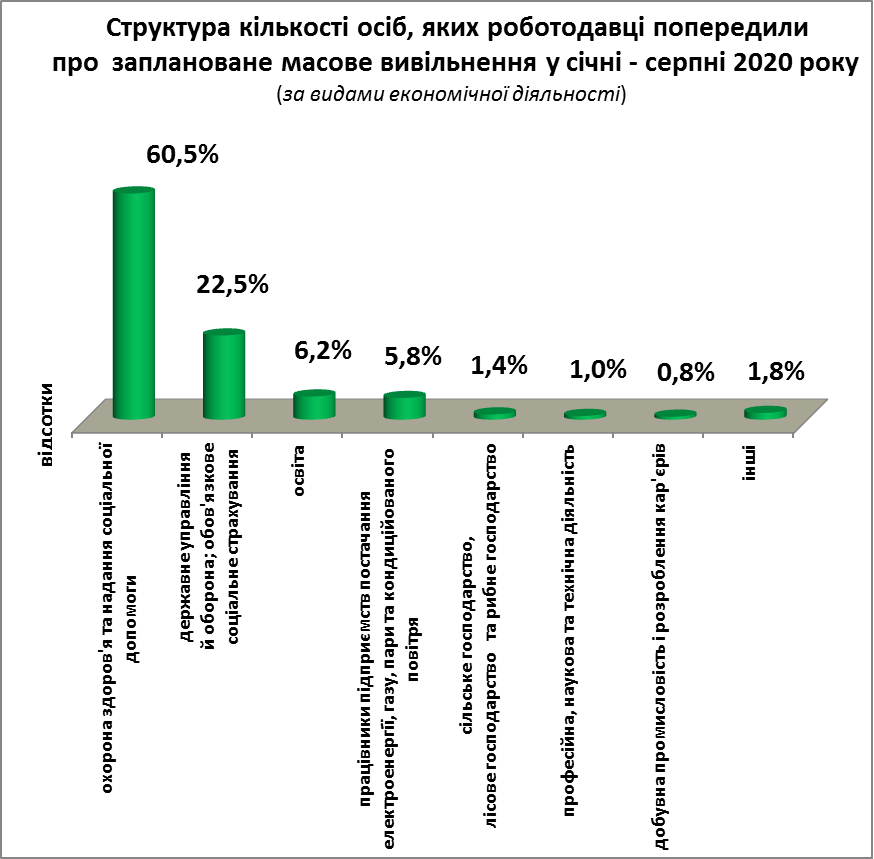 Структура кількості осіб, яких роботодавці попередили
про заплановане масове вивільнення у січні - серпні 2020 року
(за видами економічної діяльності)
60,5%
22,5%
6,2%
5,8%
1,4%
1,0%
0,8%
1,8%
відсотки
охорона здоров'я та надання соціальної
допомоги
державне управління
й оборона; обов'язкове
соціальне страхування
освіта
працівники підприємств постачання
електроенергії, газу, пари та кондиційованого
повітря
сільське господарство,
лісове господарство та рибне господарство
професійна, наукова та технічна діяльність
добувна промисловість і розроблення кар'єрів
інші